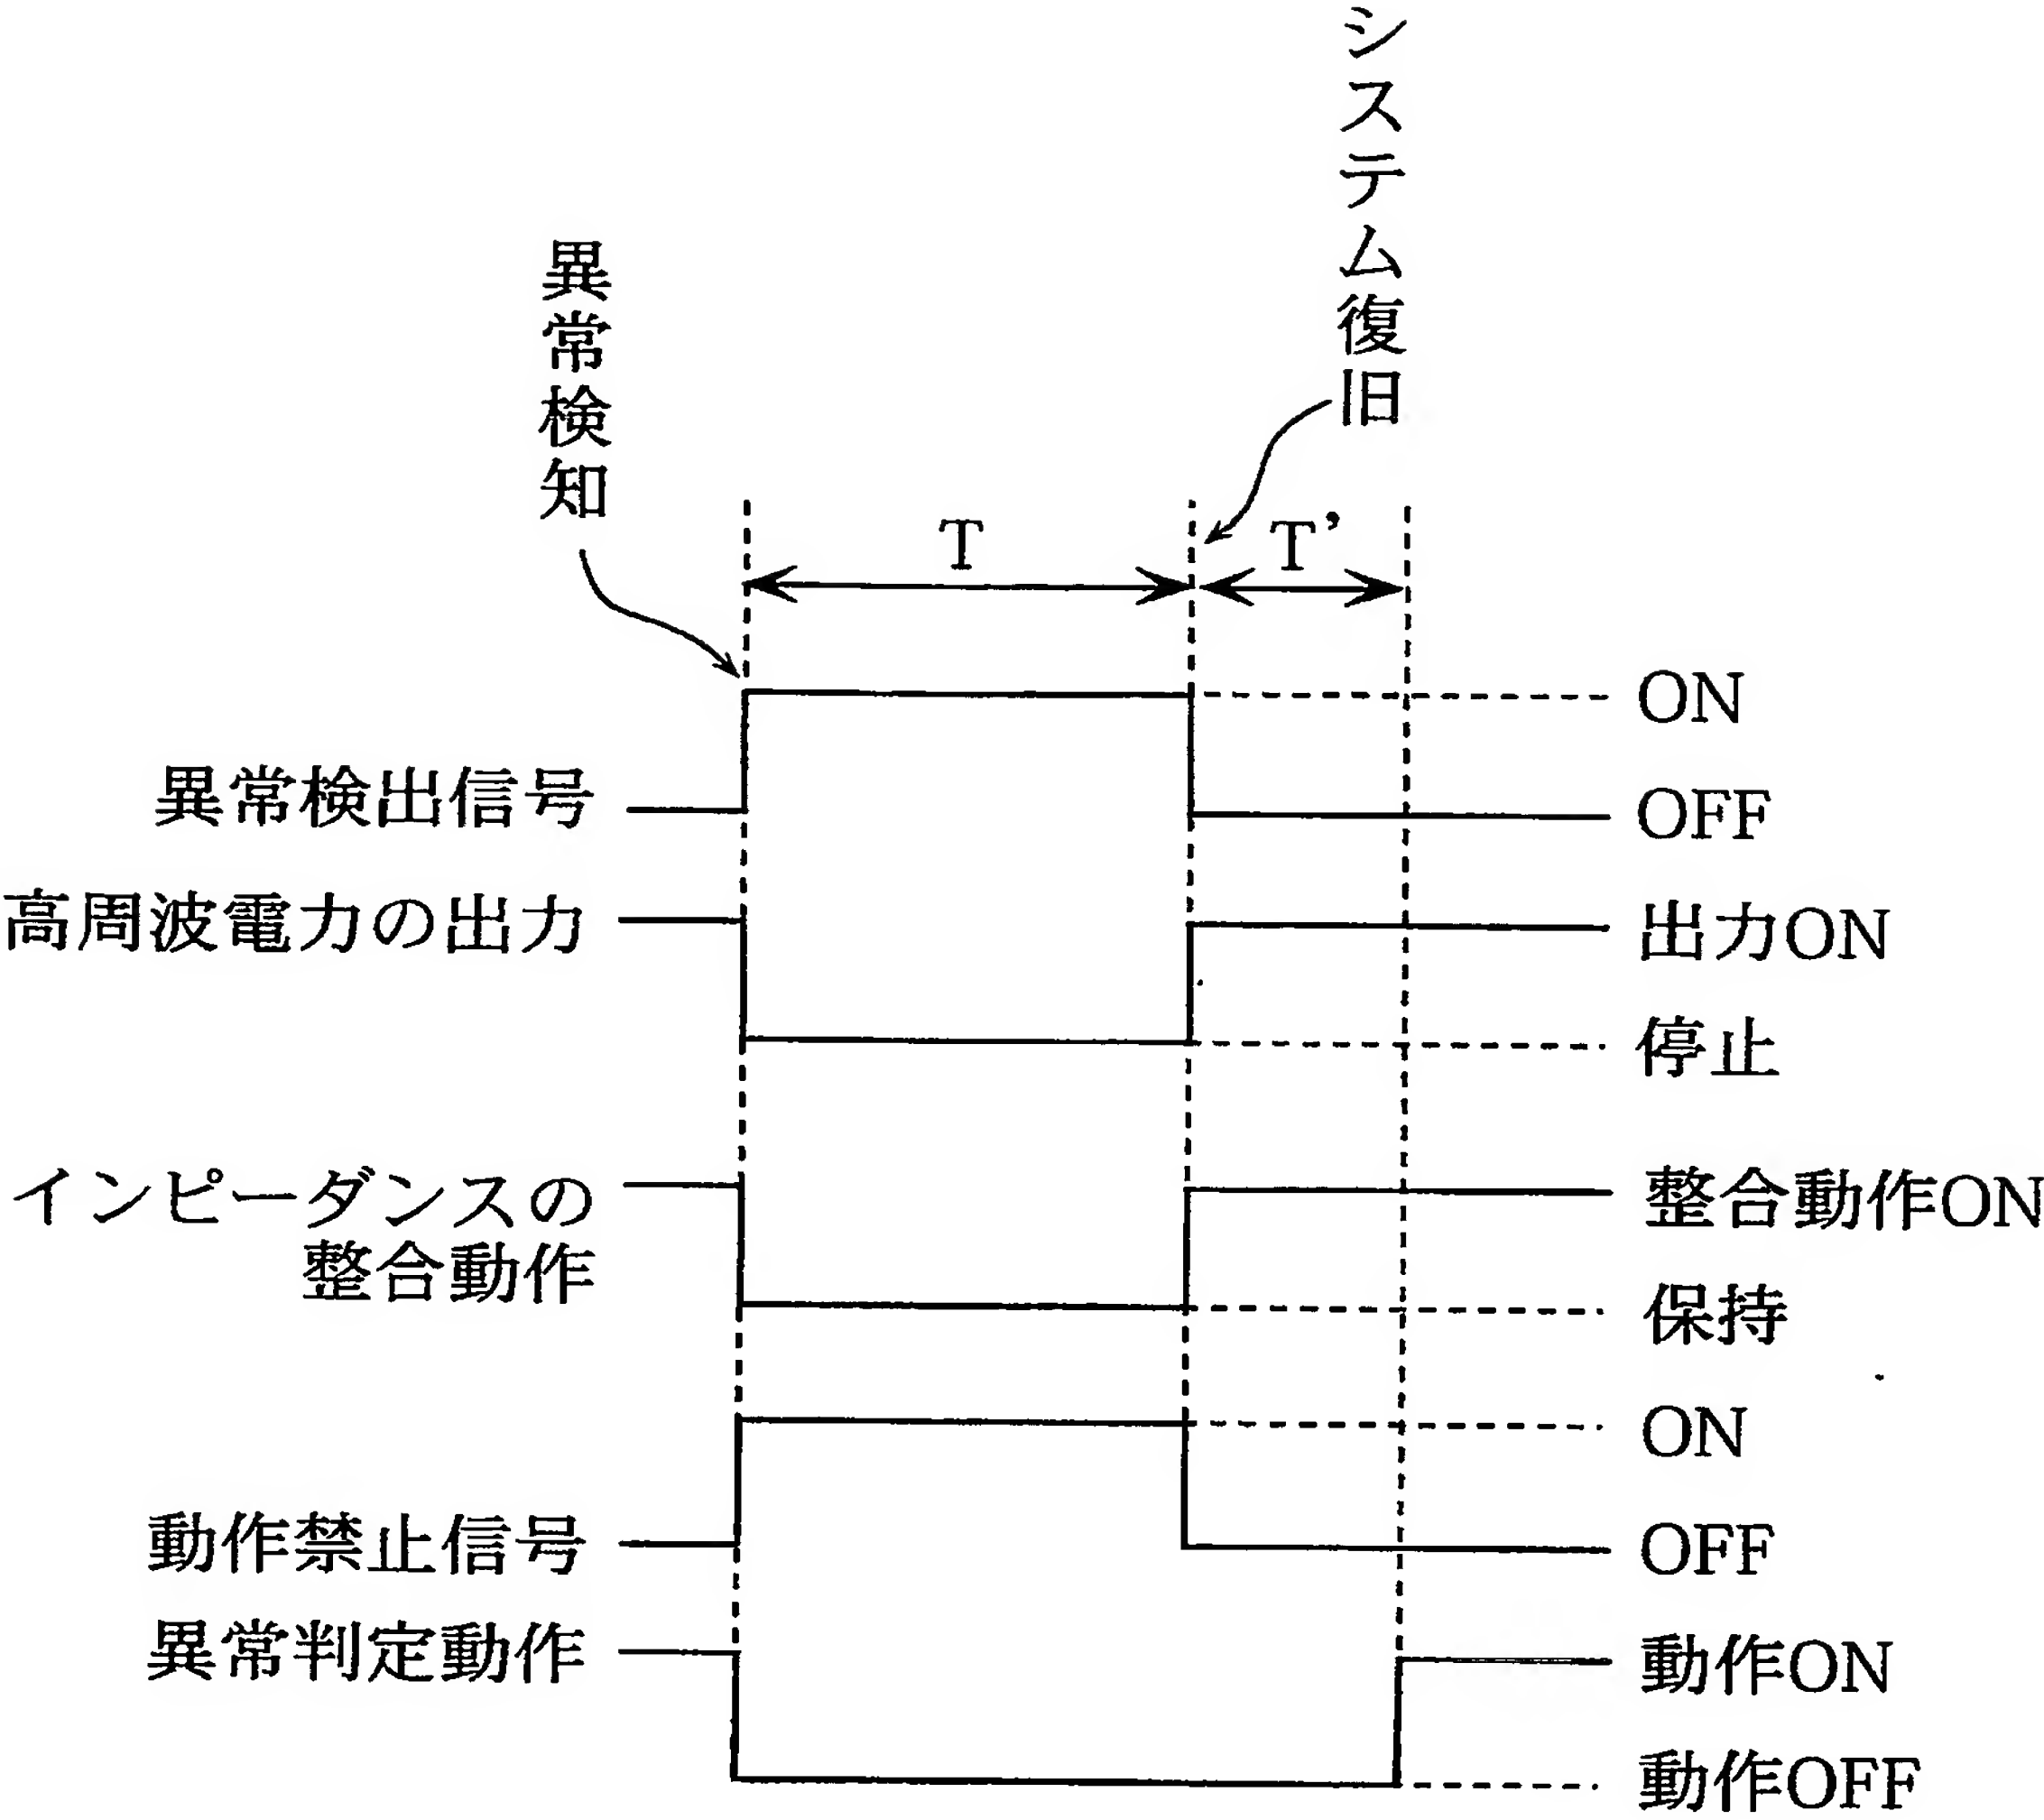 システム復旧
異常検知
T
T’
ON
異常検出信号
OFF
高周波電力の出力
出力ON
停止
インピーダンスの
整合動作
整合動作ON
保持
ON
動作禁止信号
OFF
異常判定動作
動作ON
動作OFF